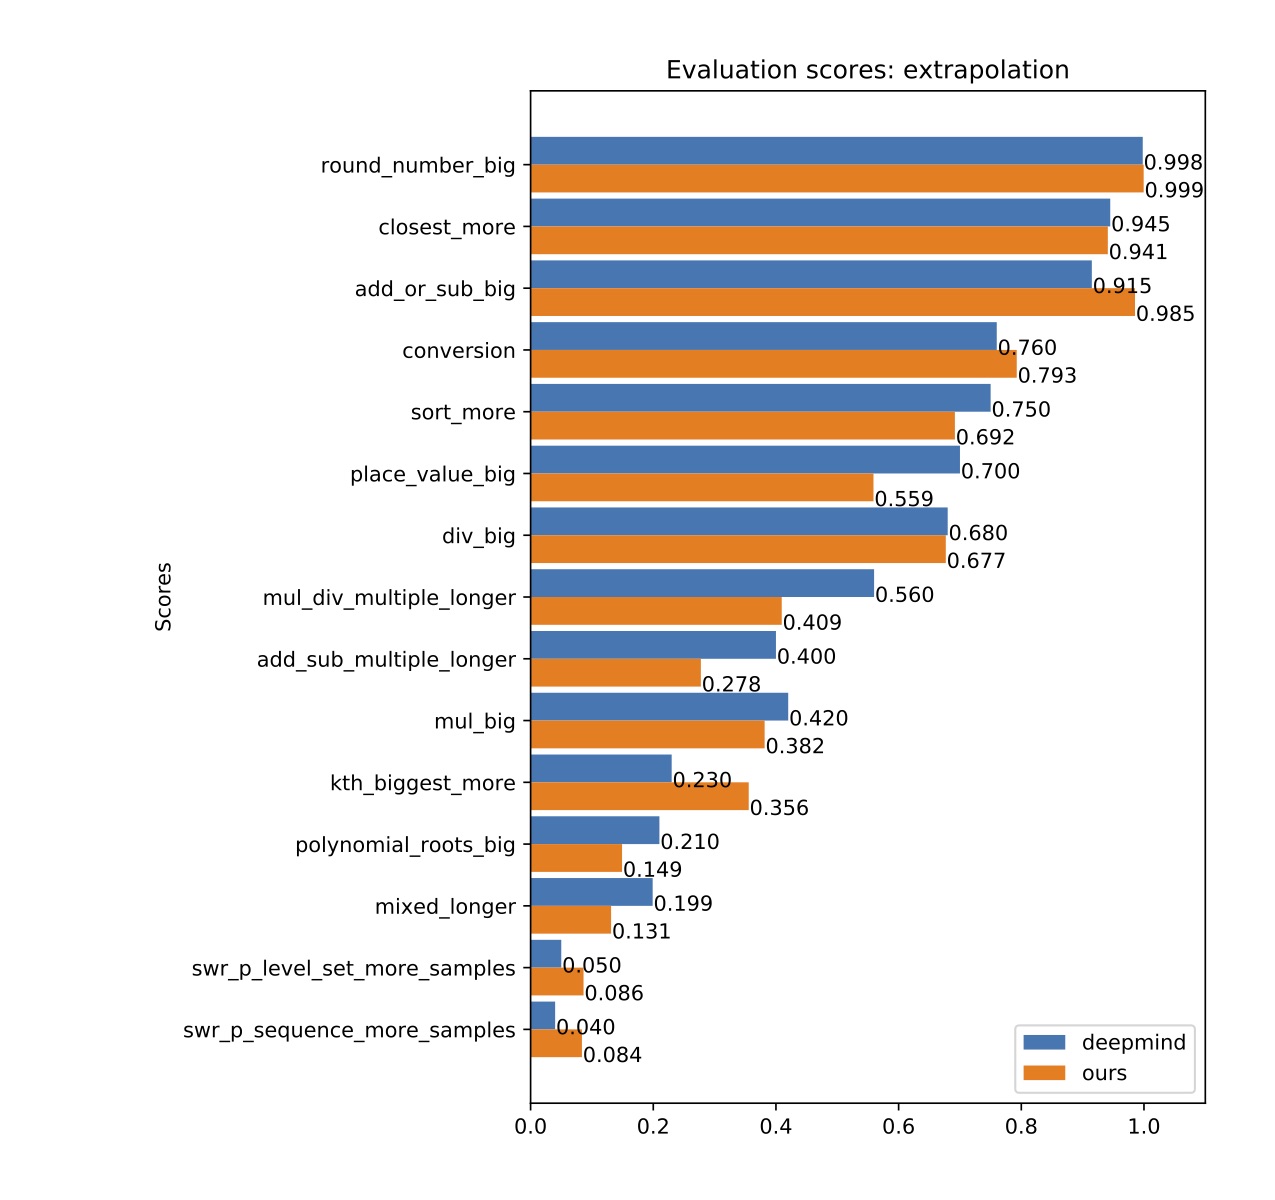 Evaluation scores: extrapolation
round_number_big
0.998
0.999
closest_more
0.945
0.941
add_or_sub_big
0.915
0.985
conversion
0.760
0.793
sort_more
0.750
0.692
place_value_big
0.700
0.559
div_big
0.680
0.677
Scores
mul_div_multiple_longer
0.560
0.409
add_sub_multiple_longer
0.400
0.278
mul_big
0.420
0.382
kth_biggest_more
0.230
0.356
polynomial_roots_big
0.210
0.149
mixed_longer
0.199
0.131
swr_p_level_set_more_samples
0.050
0.086
swr_p_sequence_more_samples
0.040
0.084
deepmind
ours
0.0 0.2 0.4 0.6 0.8 1.0